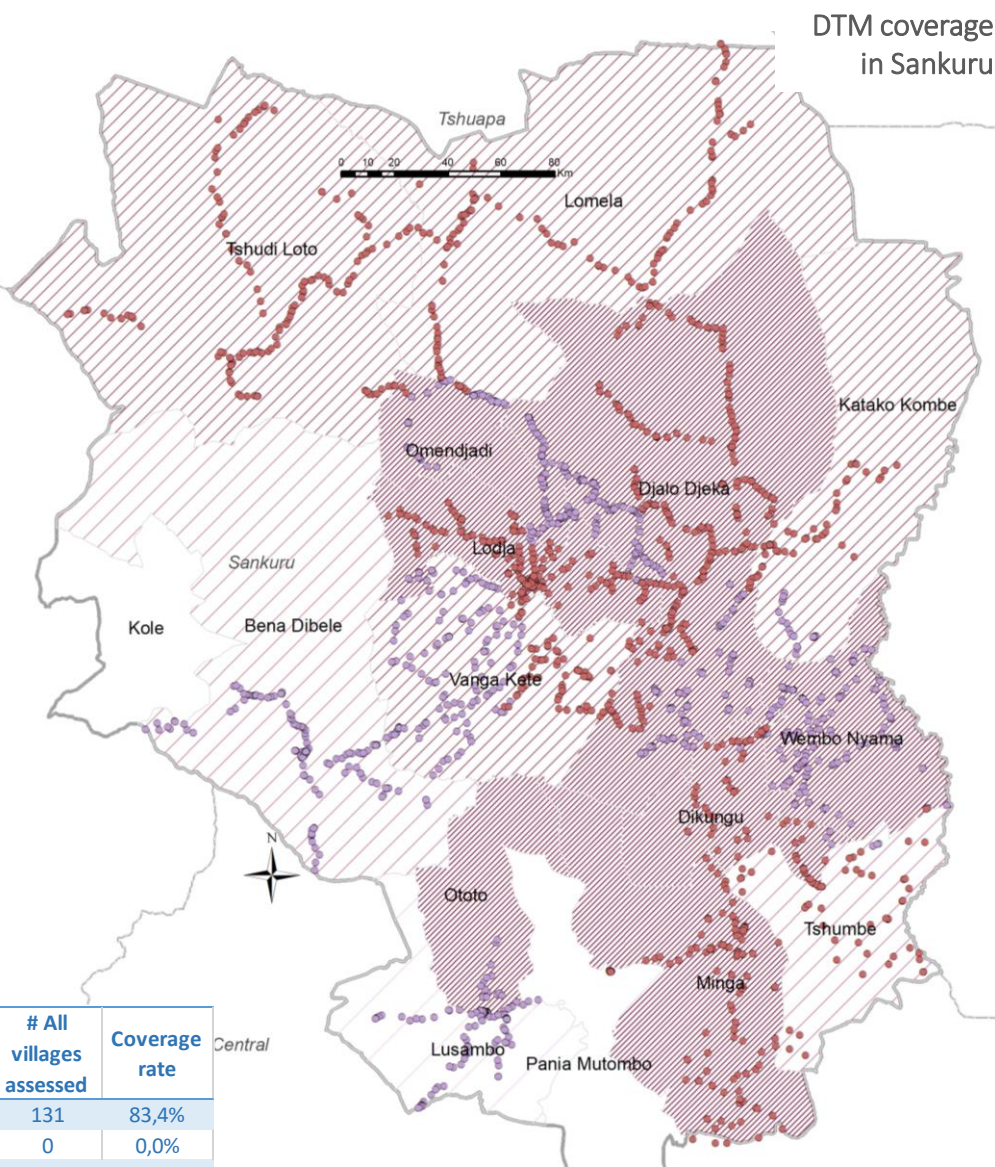 DTM coverage
in Sankuru
Tshuapa
0 10 20 40 60 80
Km
Lomela
Tshudi Loto
Katako Kombe
Omendjadi
Djalo Djeka
Lodja
Sankuru
Kole
Bena Dibele
Vanga Kete
Wembo Nyama
Dikungu
N
Ototo
Tshumbe
Minga
Central
Lusambo
Pania Mutombo
# All villages assessed
Coverage rate
131 83,4%
0 0,0%